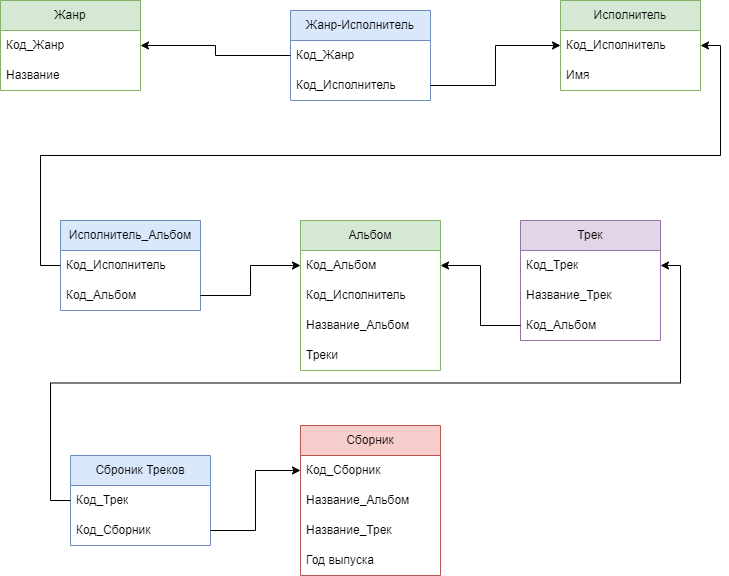 Жанр
Код_Жанр
Название
Жанр-Исполнитель
Код_Жанр
Код_Исполнитель
Исполнитель
Код_Исполнитель
Имя
Исполнитель_Альбом
Код_Исполнитель
Код_Альбом
Альбом
Код_Альбом
Код_Исполнитель
Название_Альбом
Треки
Трек
Код_Трек
Название_Трек
Код_Альбом
Сброник Треков
Код_Трек
Код_Сборник
Сборник
Код_Сборник
Название_Альбом
Название_Трек
Год выпуска